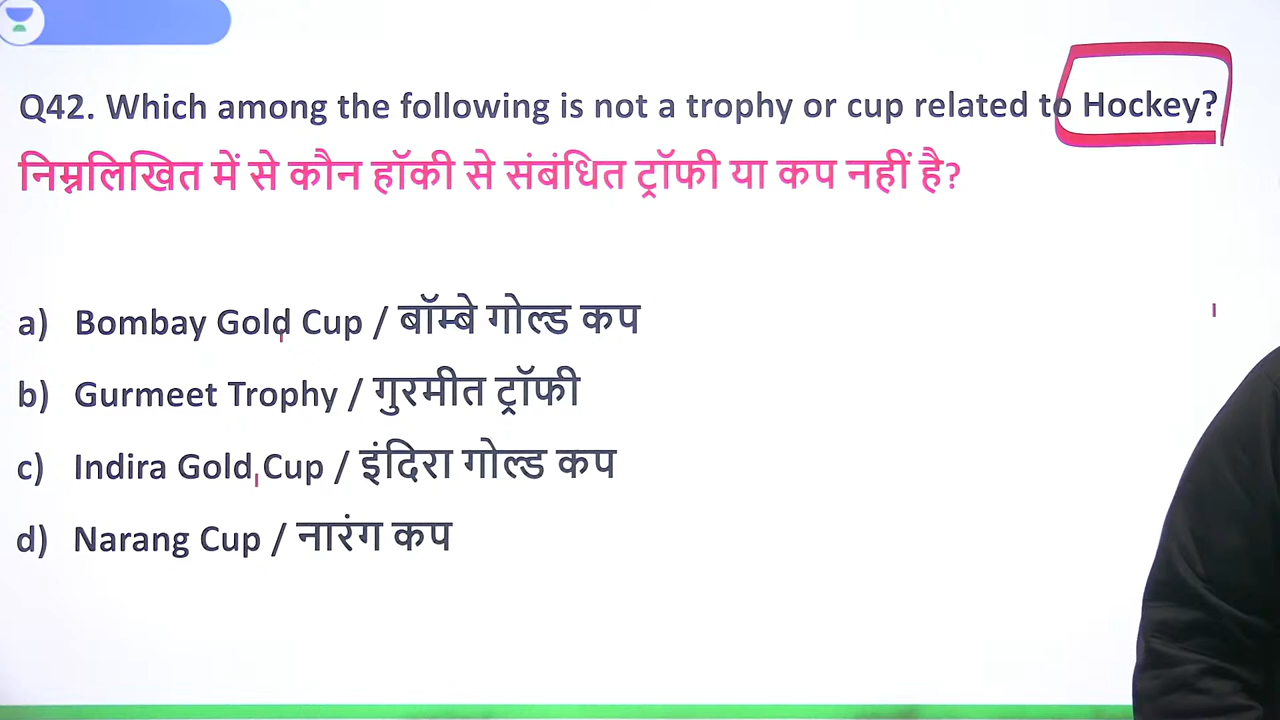 Q42. Which among the following is not a trophy or cup related to Hockey?
निम्नलिखित में से कौन हॉकी से संबंधित ट्रॉफी या कप नहीं है?
a) Bombay Gold Cup / बॉम्बे गोल्ड कप
b) Gurmeet Trophy / गुरमीत ट्रॉफी
c) Indira Gold Cup / इंदिरा गोल्ड कप
d) Narang Cup / नारंग कप